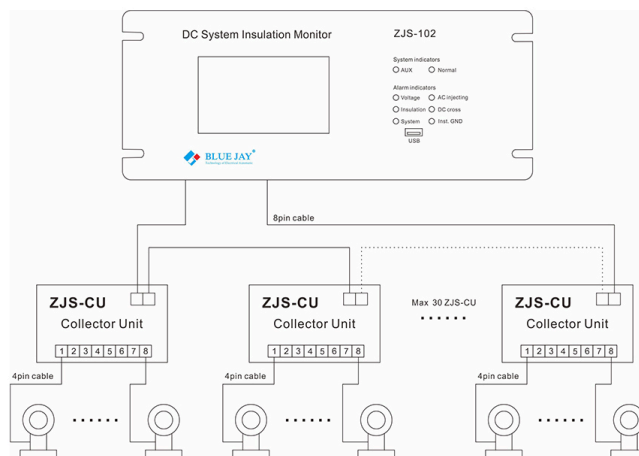 DC System Insulation Monitor
ZJS-102
System indicators
AUX Normal
Alarm indicators
Voltage AC injecting
Insulation DC cross
System Inst. GND
USB
BLUE JAY®
8pin cable
ZJS-CU
Collector Unit
1 2 3 4 5 6 7 8
4pin cable
ZJS-CU
Collector Unit
1 2 3 4 5 6 7 8
4pin cable
Max 30 ZJS-CU
ZJS-CU
Collector Unit
1 2 3 4 5 6 7 8
4pin cable